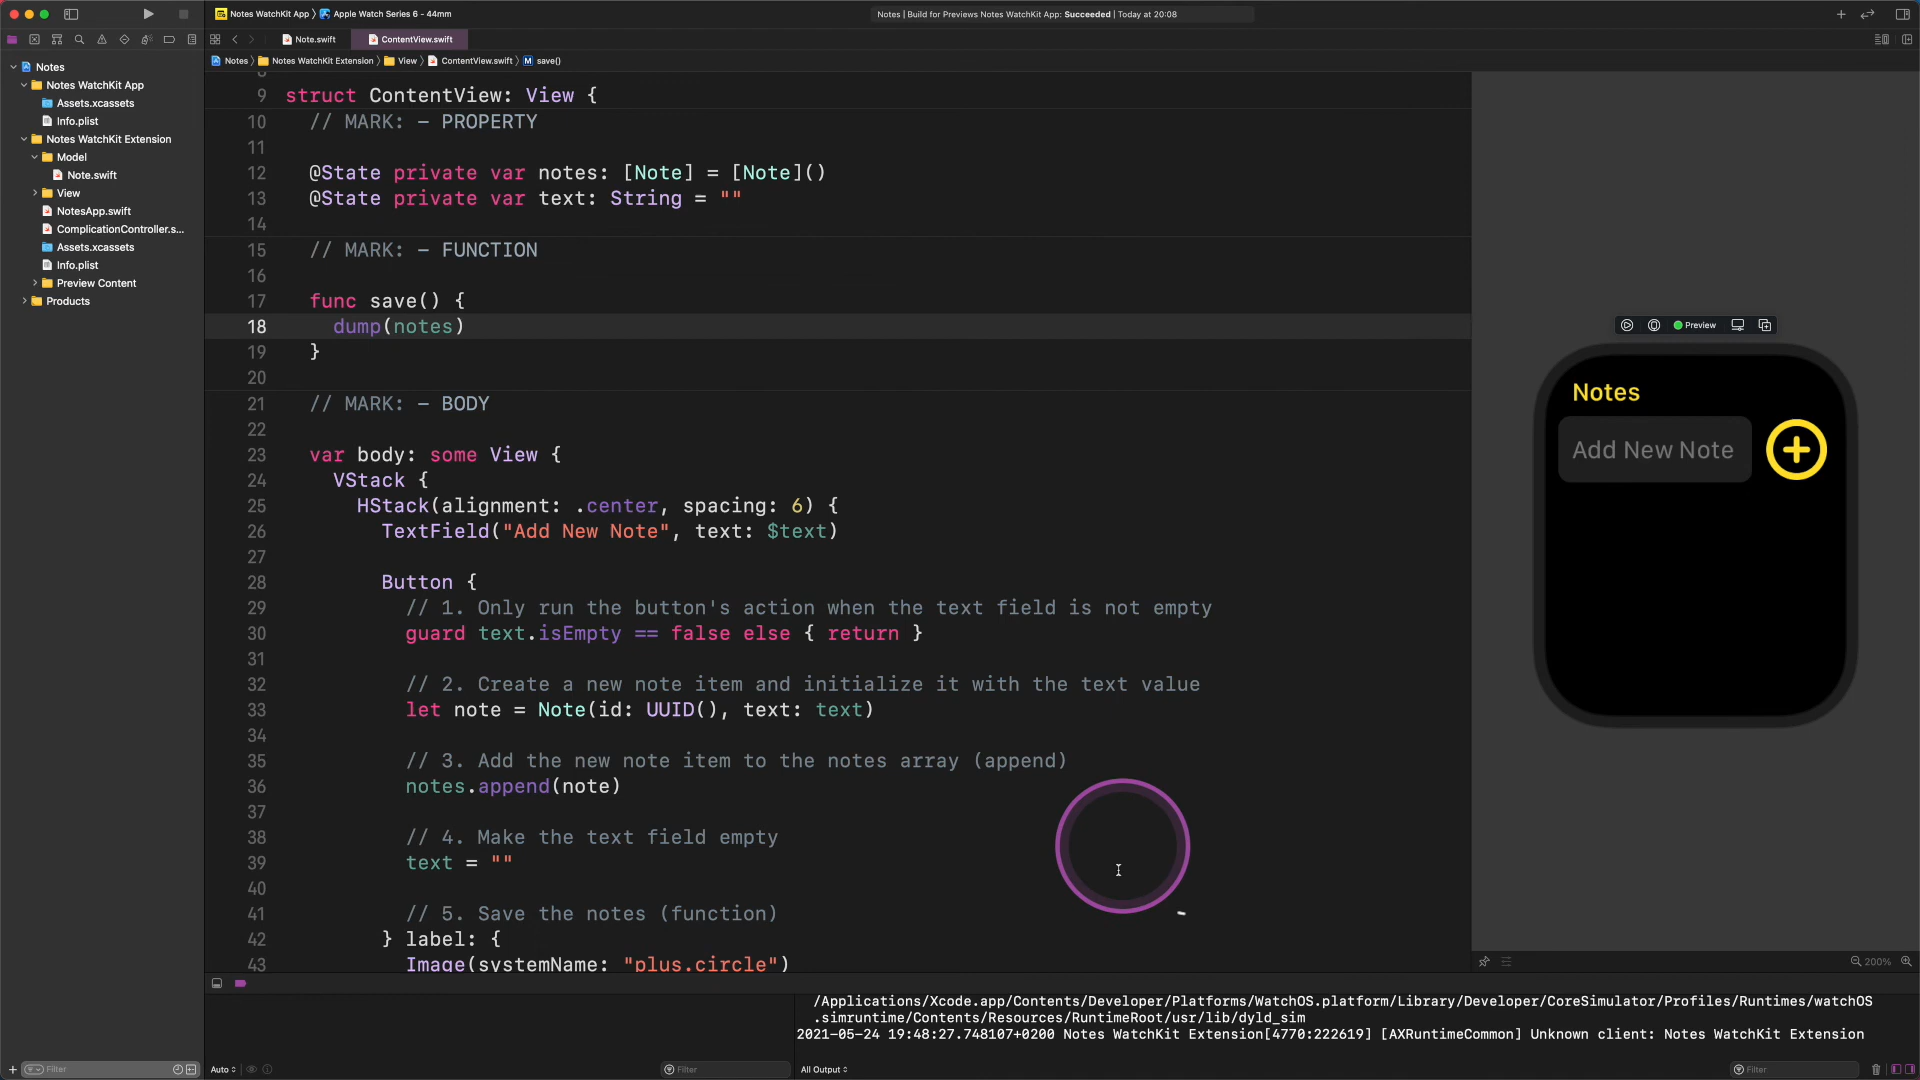 Notes WatchKit App
Apple Watch Series 6 - 44mm
Notes | Build for Previews Notes WatchKit App: Succeeded | Today at 20:08
Note.swift
ContentView.swift
Notes
Notes WatchKit Extension
View
ContentView.swift
M save()
Notes
Notes WatchKit App
Assets.xcassets
Info.plist
Notes WatchKit Extension
Model
Note.swift
View
NotesApp.swift
ComplicationController.s...
Assets.xcassets
Info.plist
Preview Content
Products
9 struct ContentView: View {
10 // MARK: - PROPERTY
11
12 @State private var notes: [Note] = [Note]()
13 @State private var text: String = ""
14
15 // MARK: - FUNCTION
16
17 func save() {
18 dump(notes)
19 }
20
21 // MARK: - BODY
22
23 var body: some View {
24 VStack {
25 HStack(alignment: .center, spacing: 6) {
26 TextField("Add New Note", text: $text)
27
28 Button {
29 // 1. Only run the button's action when the text field is not empty
30 guard text.isEmpty == false else { return }
31
32 // 2. Create a new note item and initialize it with the text value
33 let note = Note(id: UUID(), text: text)
34
35 // 3. Add the new note item to the notes array (append)
36 notes.append(note)
37
38 // 4. Make the text field empty
39 text = ""
40
41 // 5. Save the notes (function)
42 } label: {
43 Image(systemName: "plus.circle")
Preview
Notes
Add New Note
200%
/Applications/Xcode.app/Contents/Developer/Platforms/WatchOS.platform/Library/Developer/CoreSimulator/Profiles/Runtimes/watchOS
.simruntime/Contents/Resources/RuntimeRoot/usr/lib/dyld_sim
2021-05-24 19:48:27.748107+0200 Notes WatchKit Extension[4770:222619] [AXRuntimeCommon] Unknown client: Notes WatchKit Extension
Filter
Auto
Filter
All Output
Filter